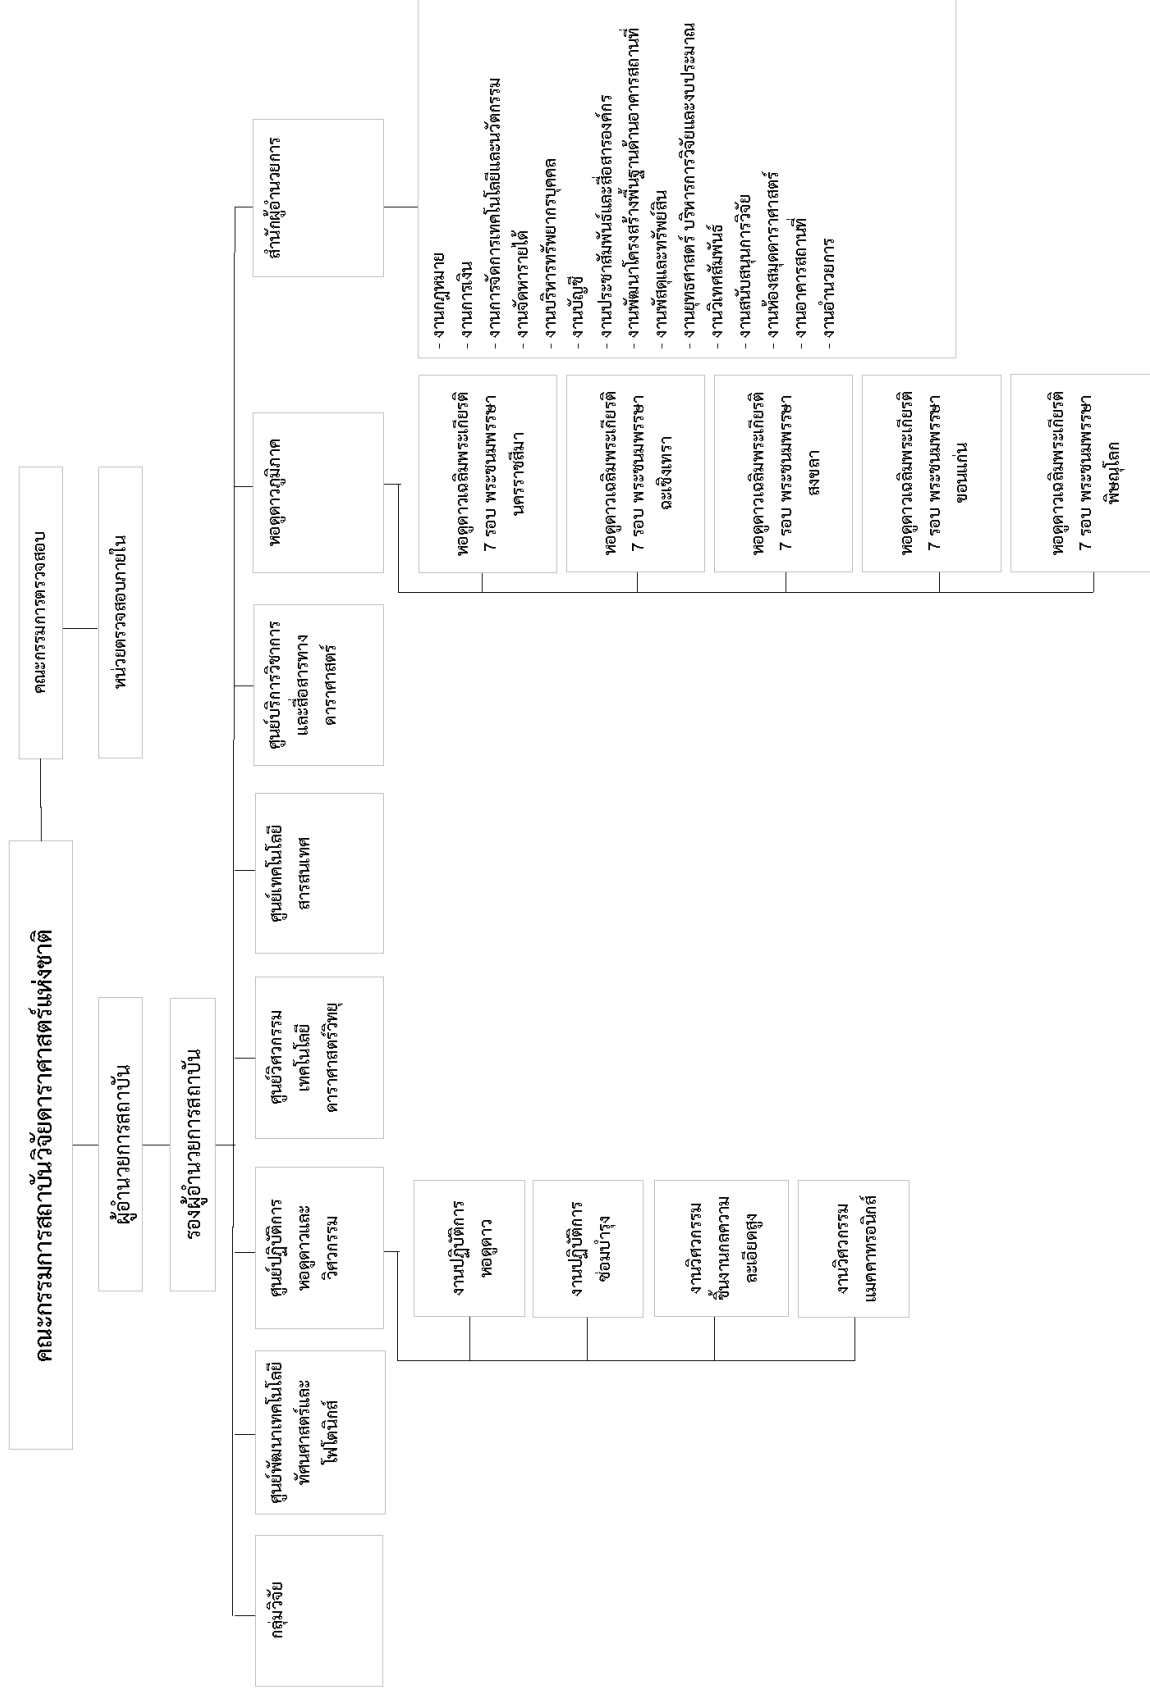 คณะกรรมการสถาบันวิจัยดาราศาสตร์แห่งชาติ
คณะกรรมการตรวจสอบ
หน่วยตรวจสอบภายใน
ผู้อำนวยการสถาบัน
รองผู้อำนวยการสถาบัน
กลุ่มวิจัย
ศูนย์พัฒนาเทคโนโลยี
ทัศนศาสตร์และ
โฟโตนิกส์
ศูนย์ปฏิบัติการ
หอดูดาวและ
วิศวกรรม
งานปฏิบัติการ
หอดูดาว
งานปฏิบัติการ
ซ่อมบำรุง
งานวิศวกรรม
ชิ้นงานกลความ
ละเอียดสูง
งานวิศวกรรม
แมคคาทรอนิกส์
ศูนย์วิศวกรรม
เทคโนโลยี
ดาราศาสตร์วิทยุ
ศูนย์เทคโนโลยี
สารสนเทศ
ศูนย์บริการวิชาการ
และสื่อสารทาง
ดาราศาสตร์
หอดูดาวภูมิภาค
หอดูดาวเฉลิมพระเกียรติ
7 รอบ พระชนมพรรษา
นครราชสีมา
หอดูดาวเฉลิมพระเกียรติ
7 รอบ พระชนมพรรษา
ฉะเชิงเทรา
หอดูดาวเฉลิมพระเกียรติ
7 รอบ พระชนมพรรษา
สงขลา
หอดูดาวเฉลิมพระเกียรติ
7 รอบ พระชนมพรรษา
ขอนแก่น
หอดูดาวเฉลิมพระเกียรติ
7 รอบ พระชนมพรรษา
พิษณุโลก
สำนักผู้อำนวยการ
- งานกฎหมาย
- งานการเงิน
- งานการจัดการเทคโนโลยีและนวัตกรรม
- งานจัดหารายได้
- งานบริหารทรัพยากรบุคคล
- งานบัญชี
- งานประชาสัมพันธ์และสื่อสารองค์กร
- งานพัฒนาโครงสร้างพื้นฐานด้านอาคารสถานที่
- งานพัสดุและทรัพย์สิน
- งานยุทธศาสตร์ บริหารการวิจัยและงบประมาณ
- งานวิเทศสัมพันธ์
- งานสนับสนุนการวิจัย
- งานห้องสมุดดาราศาสตร์
- งานอาคารสถานที่
- งานอำนวยการ